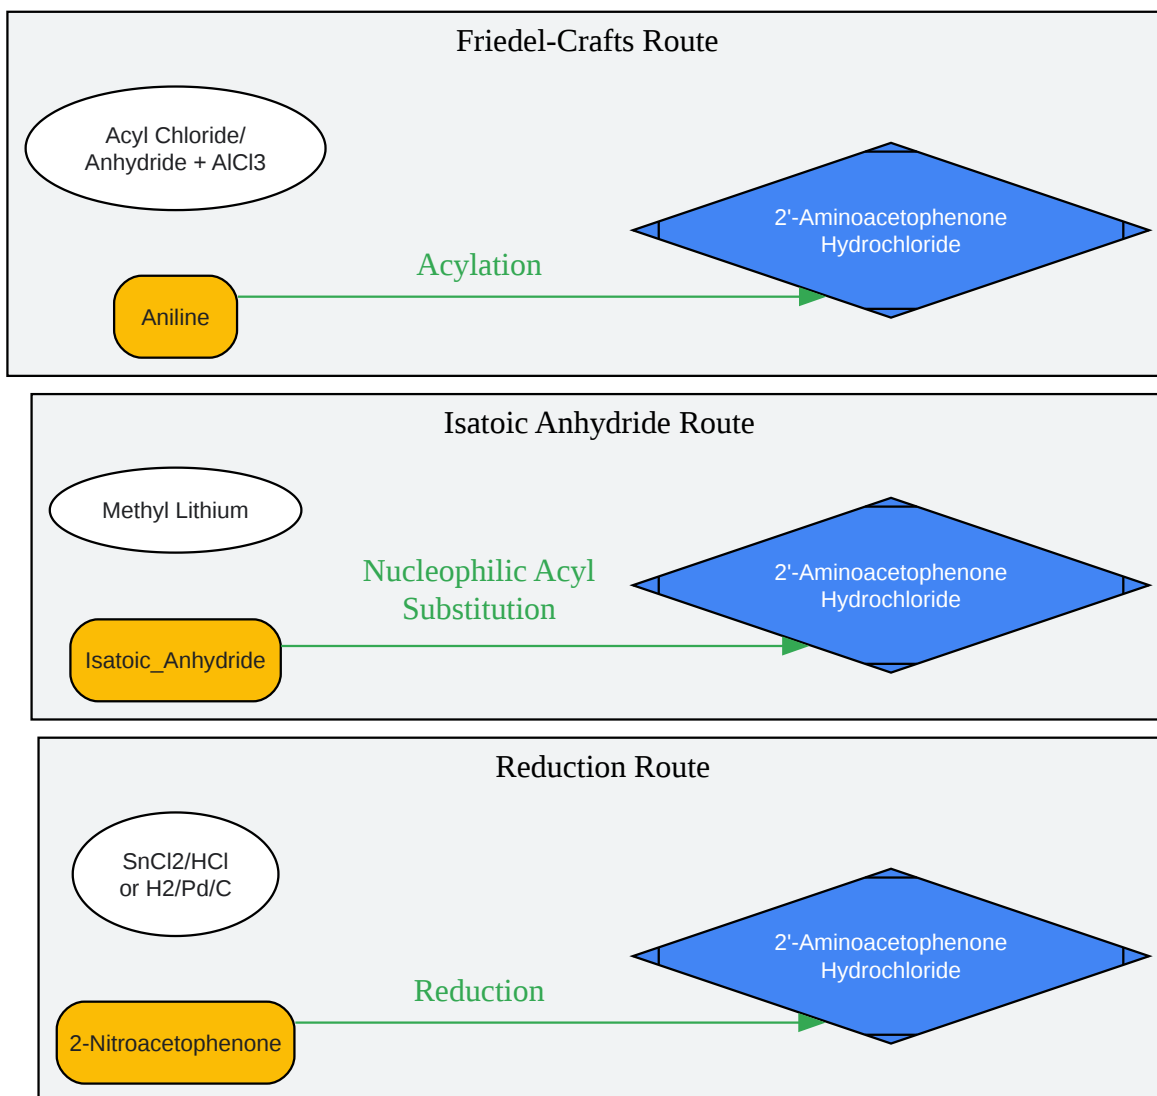 Friedel-Crafts Route
Acyl Chloride/
Anhydride + AlCl3
2'-Aminoacetophenone
Hydrochloride
Acylation
Aniline
Isatoic Anhydride Route
Methyl Lithium
Nucleophilic Acyl
Substitution
2'-Aminoacetophenone
Hydrochloride
Isatoic_Anhydride
Reduction Route
SnCl2/HCl
or H2/Pd/C
2'-Aminoacetophenone
Hydrochloride
Reduction
2-Nitroacetophenone